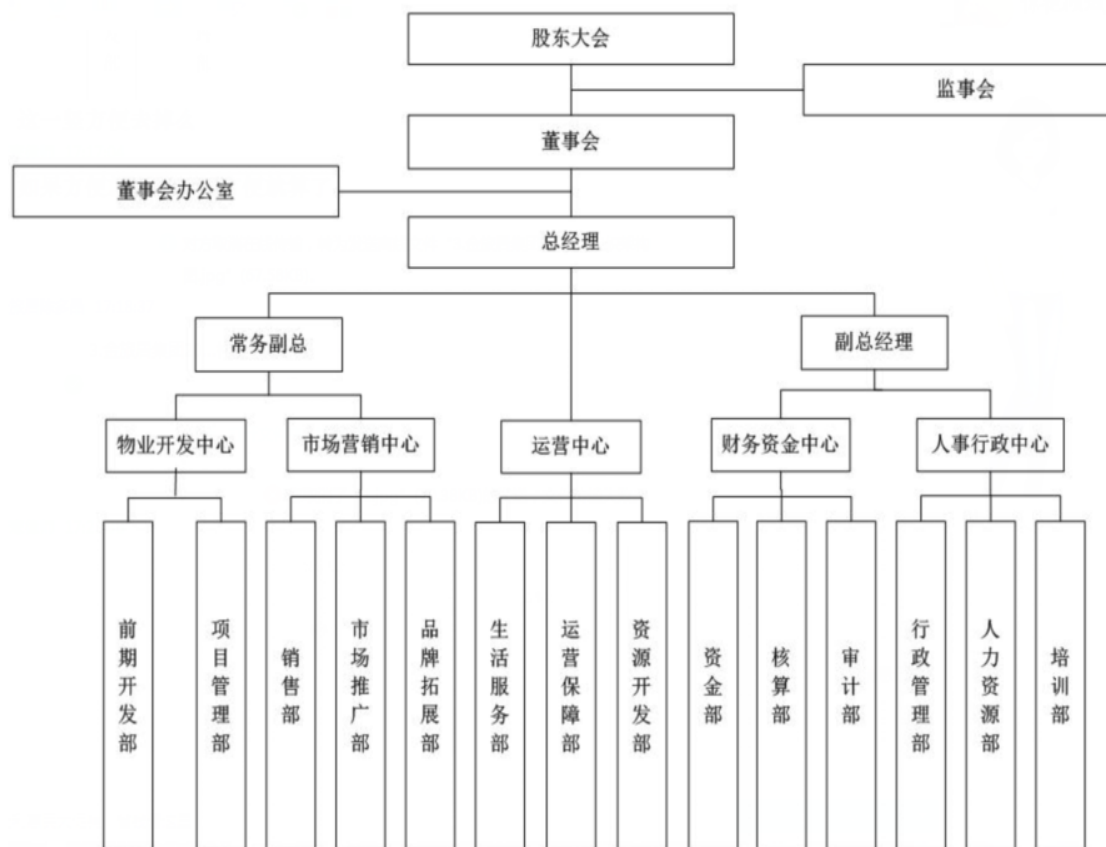 股东大会
监事会
董事会
董事会办公室
总经理
常务副总
副总经理
物业开发中心
市场营销中心
运营中心
财务资金中心
人事行政中心
前期开发部
项目管理部
销售部
市场推广部
品牌拓展部
生活服务部
运营保障部
资源开发部
资金部
核算部
审计部
行政管理部
人力资源部
培训部